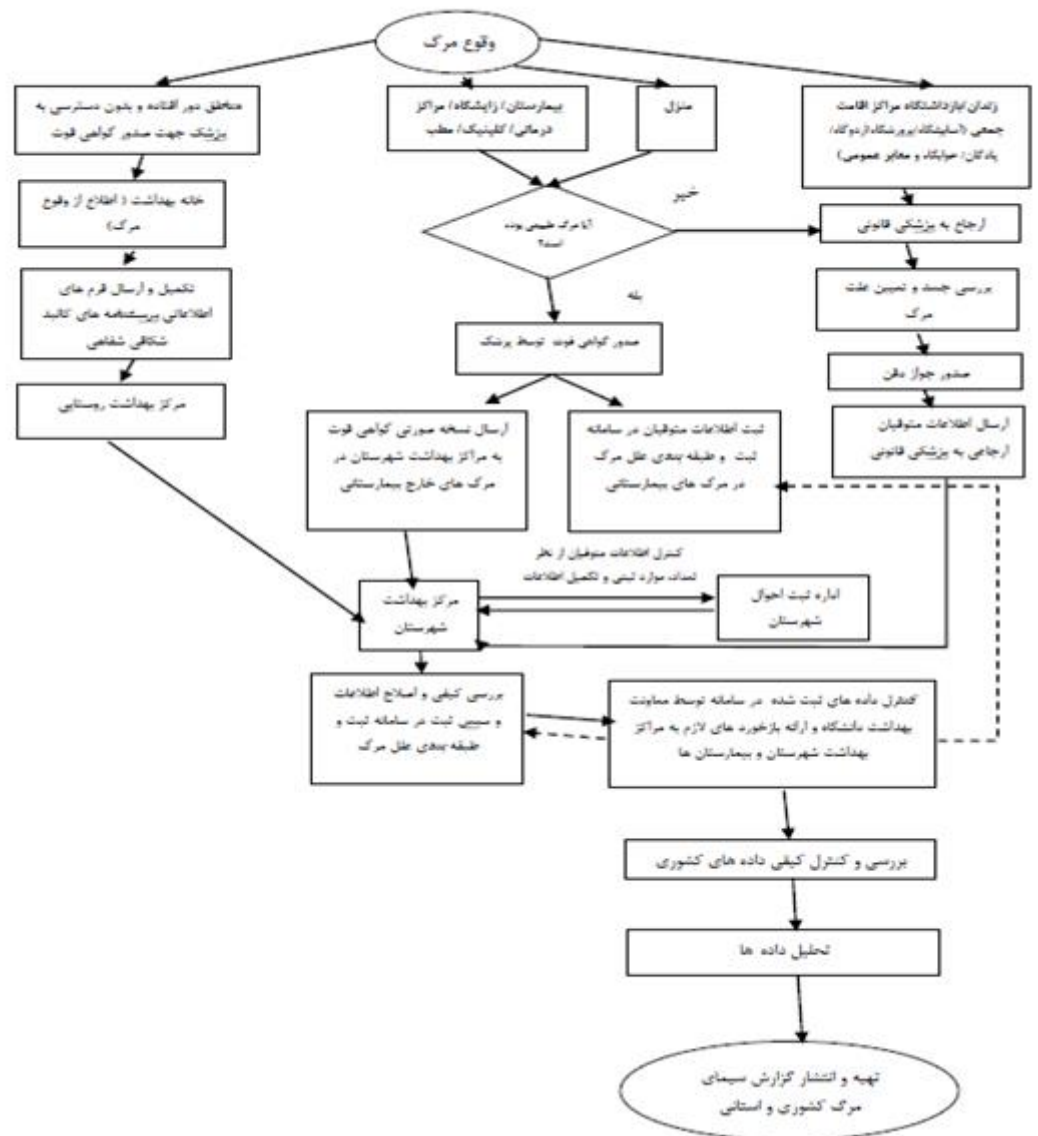 وقوع مرگ
مناطق دور افتاده و بدون دسترسی به
پزشک جهت صدور گواهی فوت
بیمارستان/ زایشگاه/ مراکز
درمانی/ کلینیک/ مطب
منزل
زندان/بازداشتگاه مراکز اقامت
جمعی (آسایشگاه/پرورشگاه/اردوگاه/
پادگان/ خوابگاه و معابر عمومی)
خانه بهداشت ( اطلاع از وقوع
مرگ)
آیا مرگ طبیعی بوده
است؟
خیر
ارجاع به پزشکی قانونی
تکمیل و ارسال فرم های
اطلاعاتی وپرسشنامه های کالبد
شکافی شفاهی
بله
بررسی جسد و تعیین علت
مرگ
صدور گواهی فوت توسط پزشک
صدور جواز دفن
مرکز بهداشت روستایی
ارسال نسخه صورتی گواهی فوت
به مراکز بهداشت شهرستان در
مرگ های خارج بیمارستانی
ثبت اطلاعات متوفیان در سامانه
ثبت و طبقه بندی علل مرگ
در مرگ های بیمارستانی
ارسال اطلاعات متوفیان
ارجاعی به پزشکی قانونی
کنترل اطلاعات متوفیان از نظر
تعداد، موارد ثبتی و تکمیل اطلاعات
مرکز بهداشت
شهرستان
اداره ثبت احوال
شهرستان
بررسی کیفی و اصلاح اطلاعات
و سپس ثبت در سامانه ثبت و
طبقه بندی علل مرگ
کنترل داده های ثبت شده در سامانه توسط معاونت
بهداشت دانشگاه و ارائه بازخورد های لازم به مراکز
بهداشت شهرستان و بیمارستان ها
بررسی و کنترل کیفی داده های کشوری
تحلیل داده ها
تهیه و انتشار گزارش سیمای
مرگ کشوری و استانی